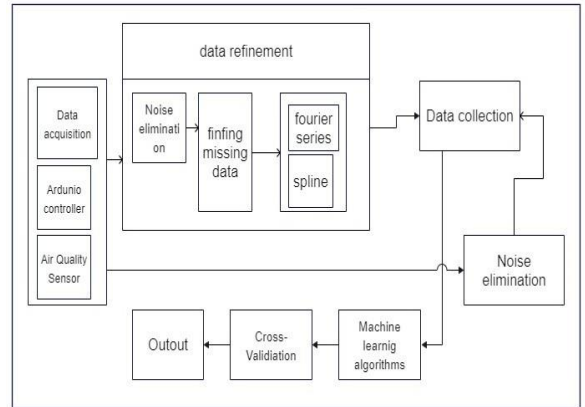 data refinement
Data
acquisition
Ardunio
controller
Air Quality
Sensor
Noise
eliminati
on
finfing
missing
data
fourier
series
spline
Data collection
Noise
elimination
Machine
learnig
algorithms
Cross-
Validiation
Outout